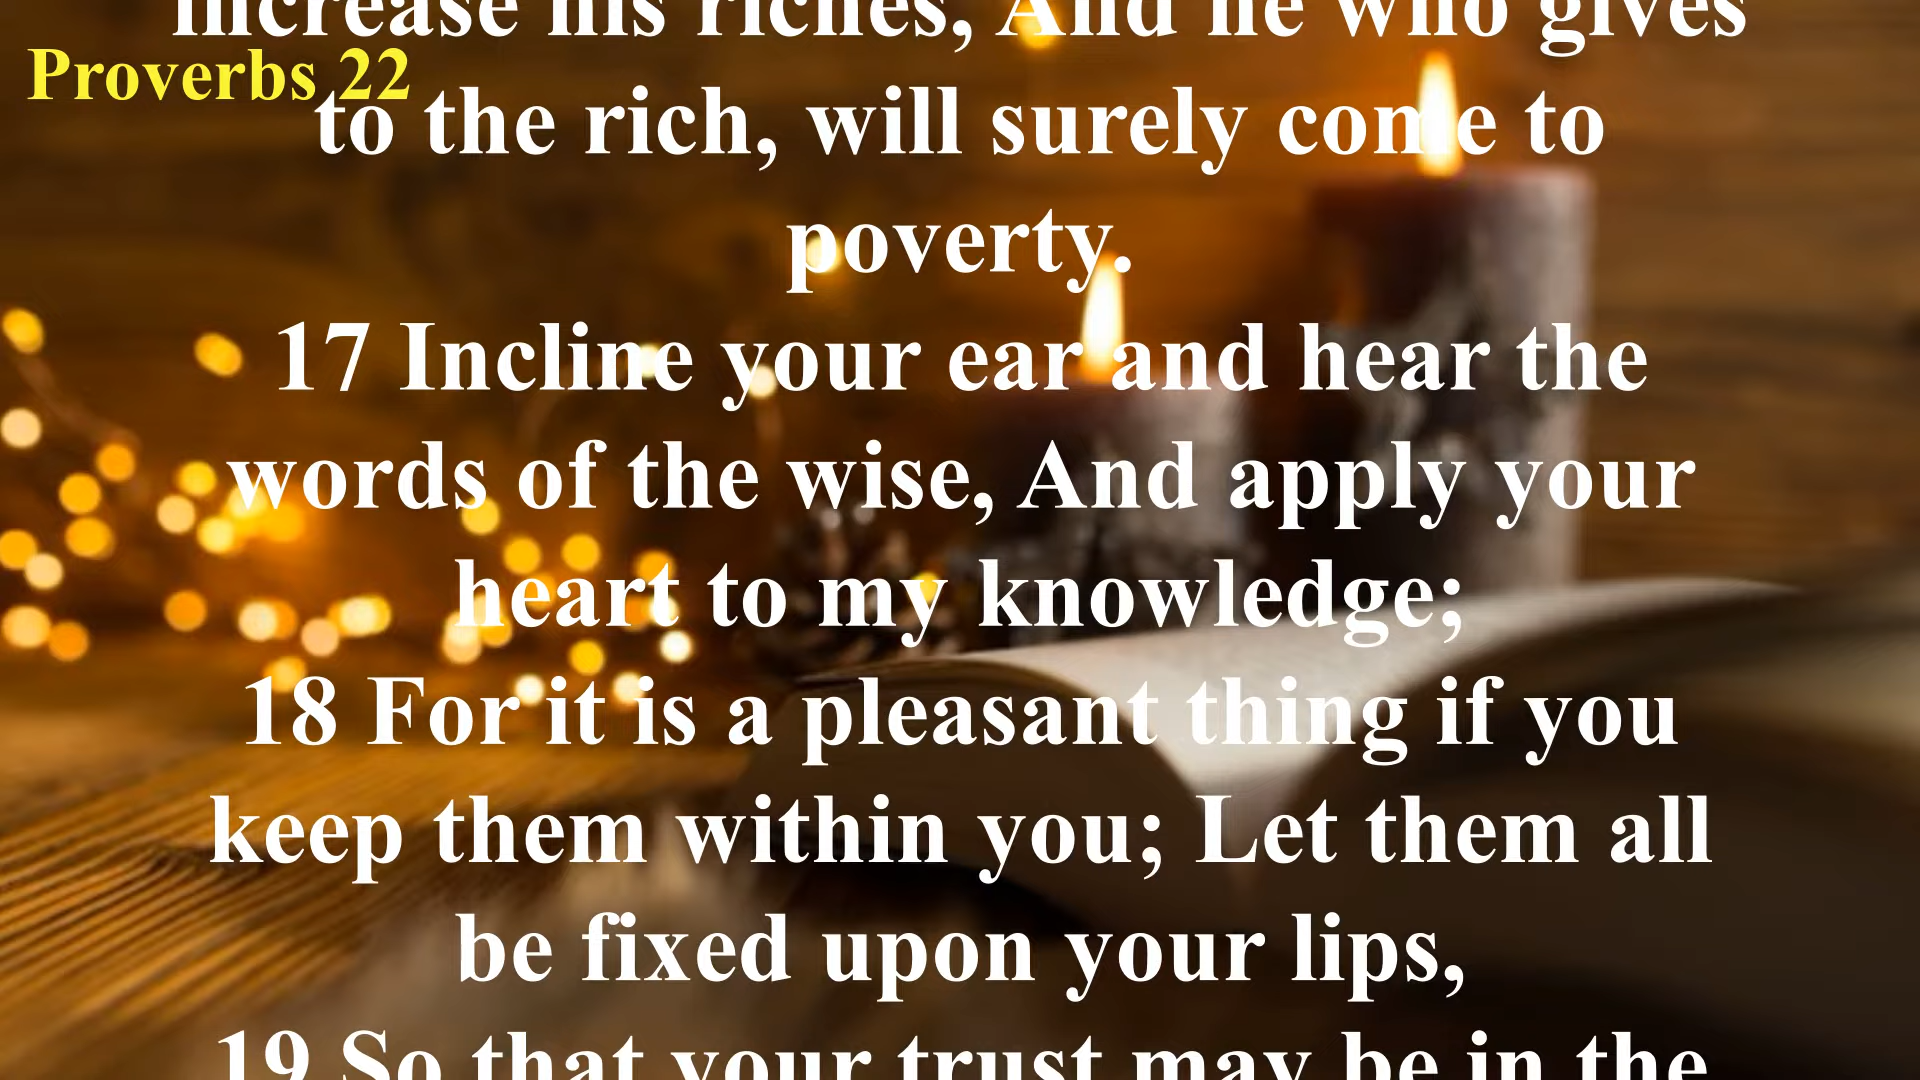 increase his riches, And he who gives
Proverbs 22
to the rich, will surely come to
poverty.
17 Incline your ear and hear the
words of the wise, And apply your
heart to my knowledge;
18 For it is a pleasant thing if you
keep them within you; Let them all
be fixed upon your lips,
19 So that your trust may be in the